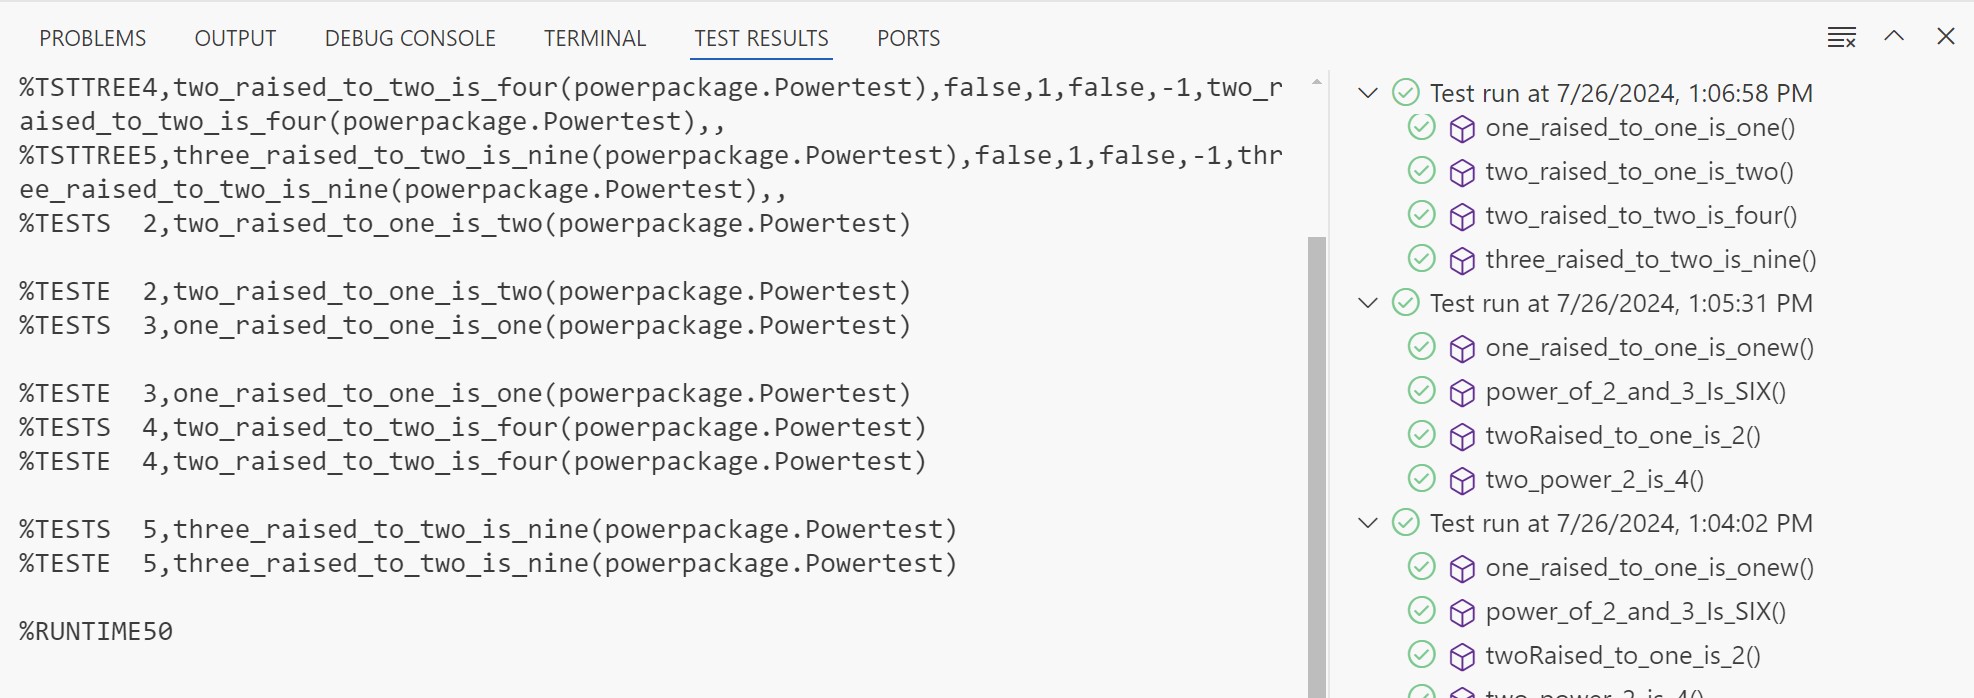 PROBLEMS OUTPUT DEBUG CONSOLE TERMINAL TEST RESULTS PORTS
%TSTTREE4,two_raised_to_two_is_four(powerpackage.Powertest),false,1,false,-1,two_r
aised_to_two_is_four(powerpackage.Powertest),,
%TSTTREE5,three_raised_to_two_is_nine(powerpackage.Powertest),false,1,false,-1,thr
ee_raised_to_two_is_nine(powerpackage.Powertest),,
%TESTS  2,two_raised_to_one_is_two(powerpackage.Powertest)
%TESTE  2,two_raised_to_one_is_two(powerpackage.Powertest)
%TESTS  3,one_raised_to_one_is_one(powerpackage.Powertest)
%TESTE  3,one_raised_to_one_is_one(powerpackage.Powertest)
%TESTS  4,two_raised_to_two_is_four(powerpackage.Powertest)
%TESTE  4,two_raised_to_two_is_four(powerpackage.Powertest)
%TESTS  5,three_raised_to_two_is_nine(powerpackage.Powertest)
%TESTE  5,three_raised_to_two_is_nine(powerpackage.Powertest)
%RUNTIME50
Test run at 7/26/2024, 1:06:58 PM
one_raised_to_one_is_one()
two_raised_to_one_is_two()
two_raised_to_two_is_four()
three_raised_to_two_is_nine()
Test run at 7/26/2024, 1:05:31 PM
one_raised_to_one_is_onew()
power_of_2_and_3_Is_SIX()
twoRaised_to_one_is_2()
two_power_2_is_4()
Test run at 7/26/2024, 1:04:02 PM
one_raised_to_one_is_onew()
power_of_2_and_3_Is_SIX()
twoRaised_to_one_is_2()
two_power_2_is_4()